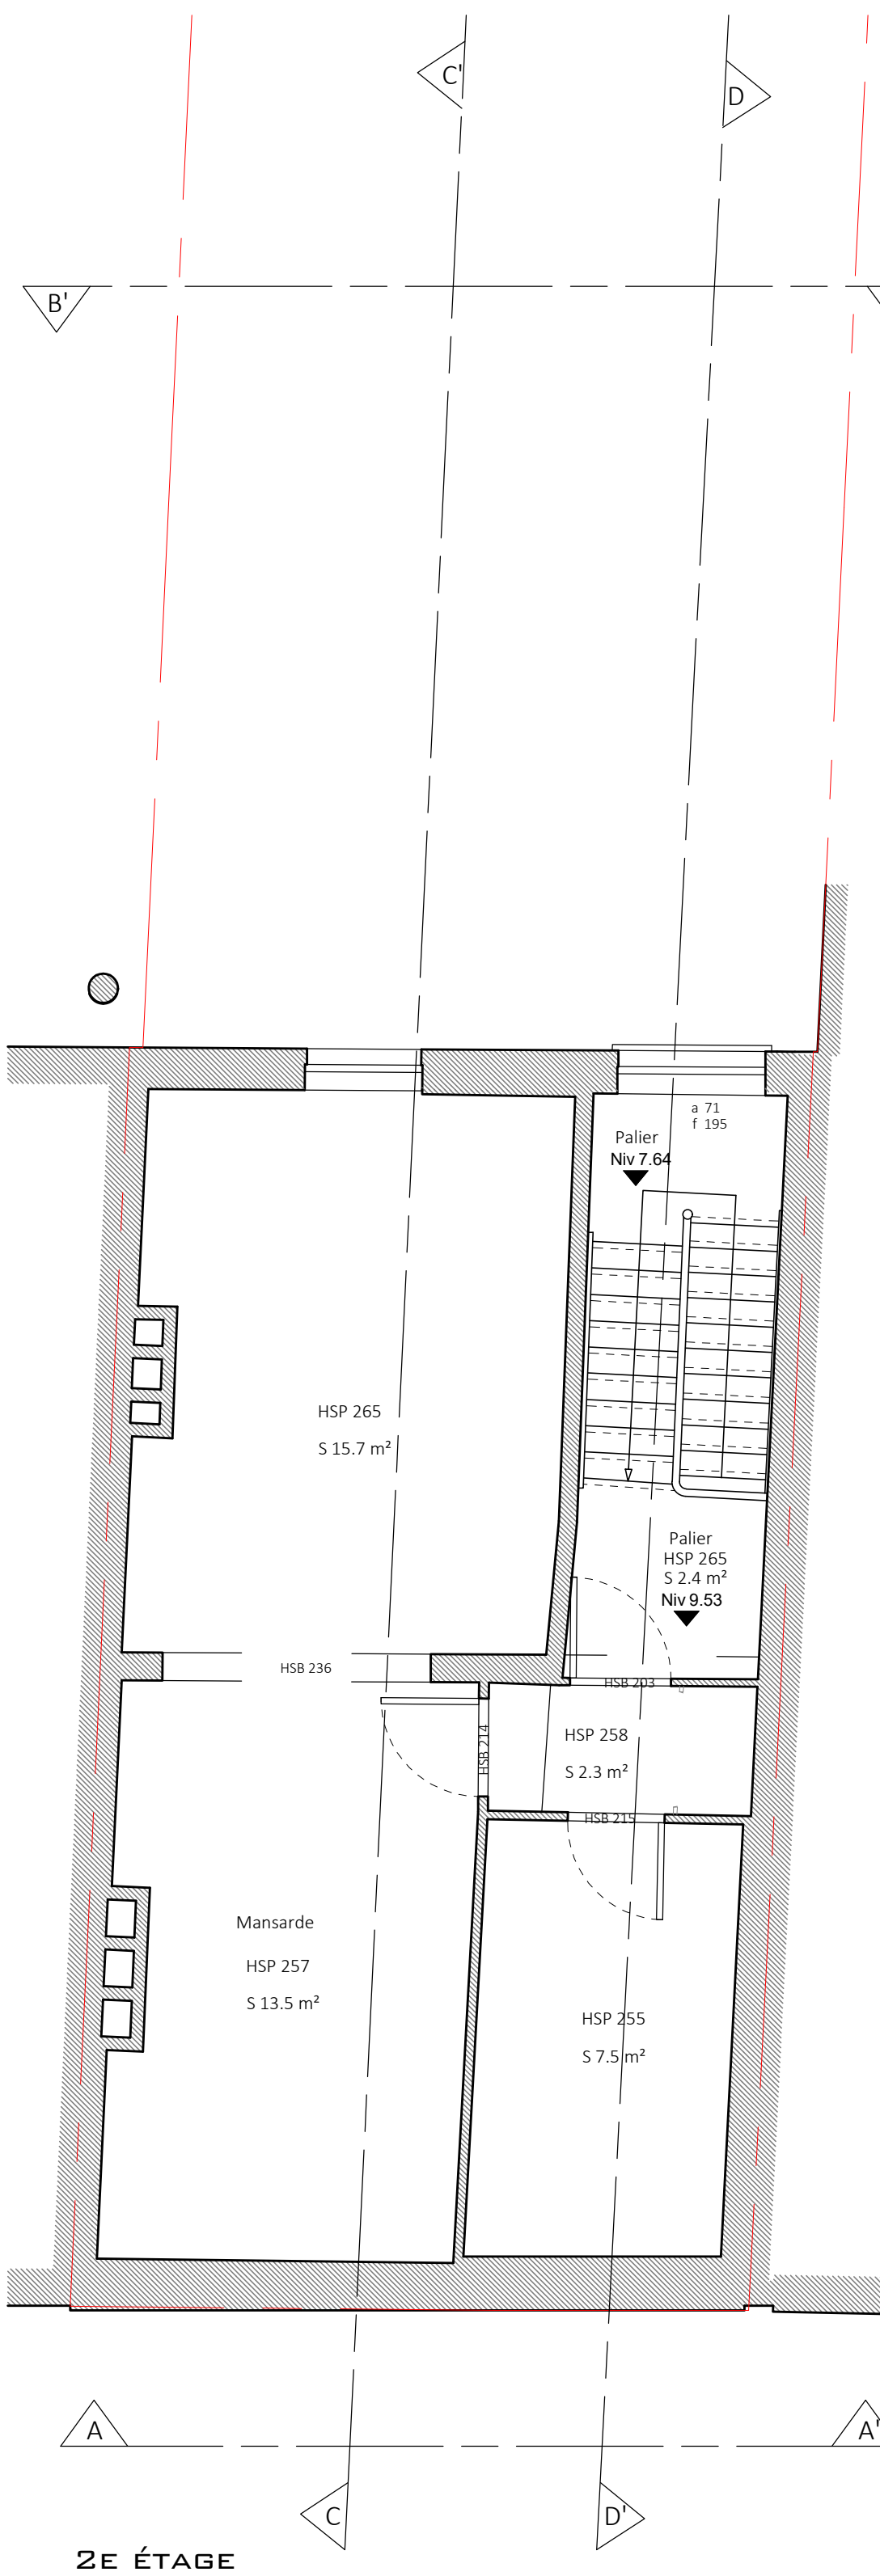 C'
D
B'
a 71
f 195
Palier
Niv 7.64
HSP 265
S 15.7 m²
Palier
HSP 265
S 2.4 m²
Niv 9.53
HSB 236
HSB 203
HSB 214
HSP 258
S 2.3 m²
HSB 215
Mansarde
HSP 257
S 13.5 m²
HSP 255
S 7.5 m²
A
A'
C
D'
2E ÉTAGE